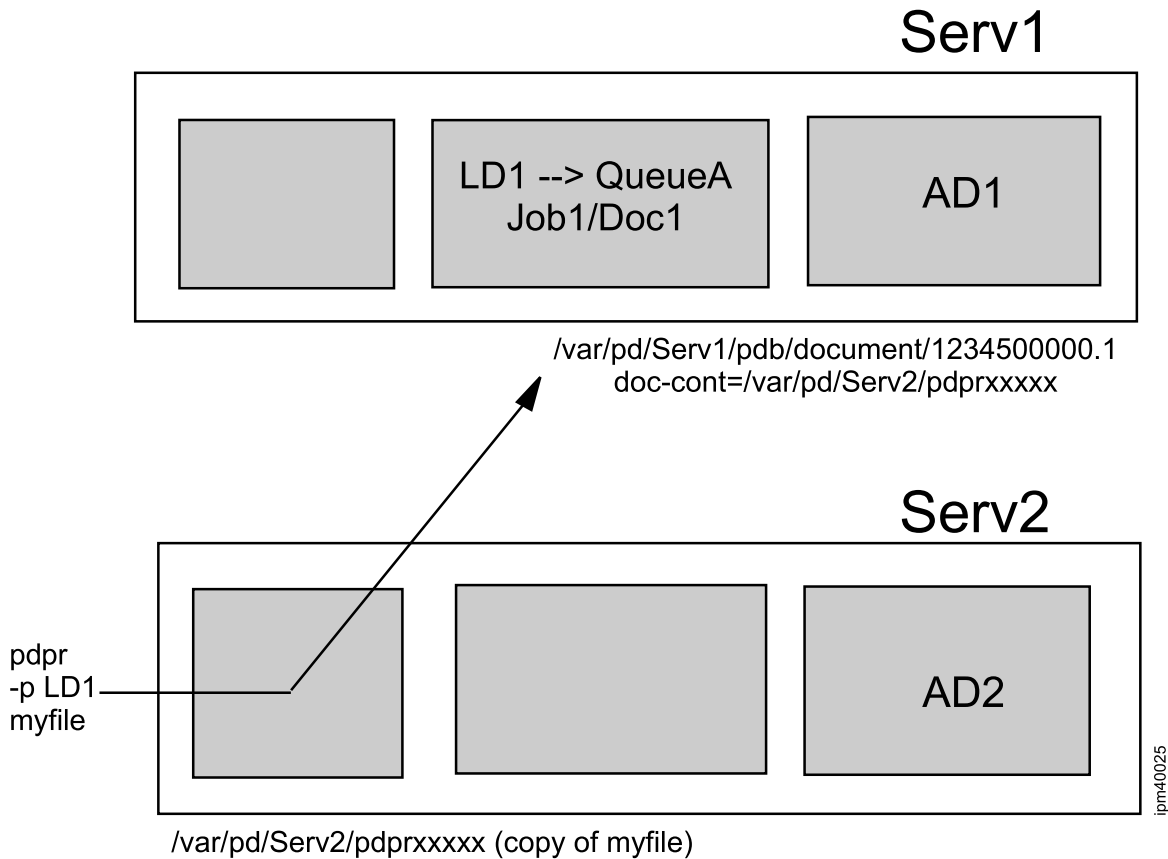 Serv1
LD1 --> QueueA
Job1/Doc1
AD1
/var/pd/Serv1/pdb/document/1234500000.1
doc-cont=/var/pd/Serv2/pdprxxxxx
Serv2
pdpr
-p LD1
myfile
AD2
/var/pd/Serv2/pdprxxxxx (copy of myfile)
ipm40025